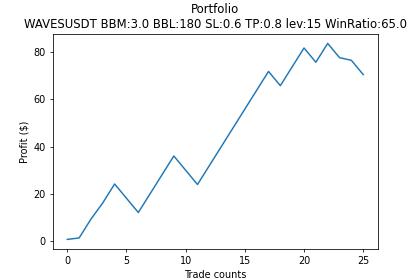 Portfolio
WAVESUSDT BBM:3.0 BBL:180 SL:0.6 TP:0.8 lev:15 WinRatio:65.0
Profit ($)
80
60
40
20
0
0 5 10 15 20 25
Trade counts